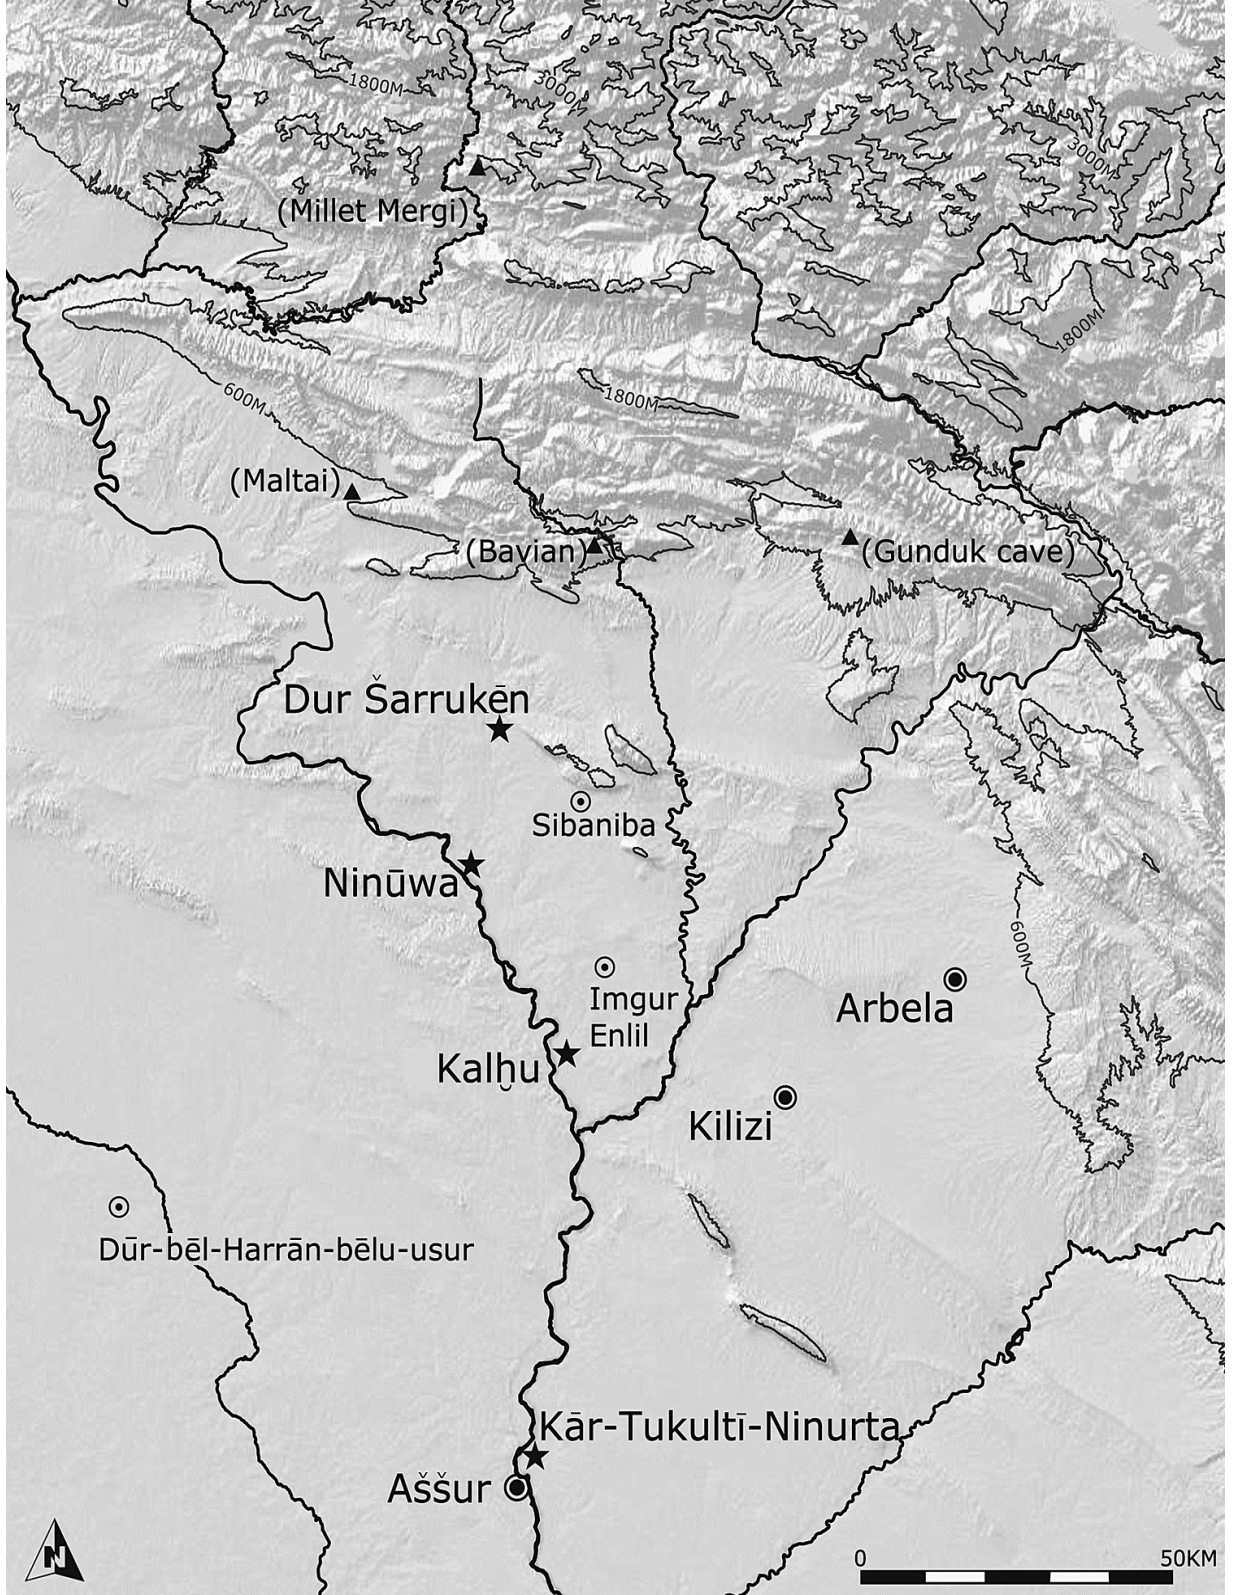 1800M
3000M
3000M
(Millet Mergi)
1800M
600M
1800M
(Maltai)
(Bavian)
(Gunduk cave)
Dur Šarrukēn
Sibaniba
Ninūwa
600M
Imgur
Enlil
Arbela
Kalḫu
Kilizi
Dūr-bēl-Harrān-bēlu-usur
Kār-Tukultī-Ninurta
Aššur
N
0 50KM